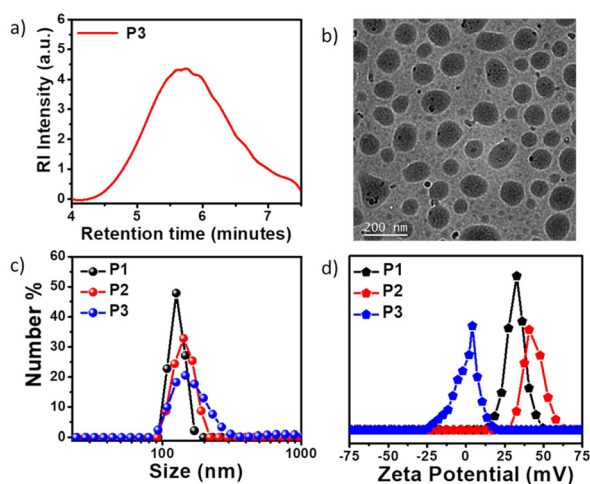 a)
P3
RI Intensity (a.u.)
6
5
4
3
2
1
0
4 5 6 7
Retention time (minutes)
b)
200 nm
c)
P1
P2
P3
Number %
60
50
40
30
20
10
0
100 1000
Size (nm)
d)
P1
P2
P3
-75 -50 -25 0 25 50 75
Zeta Potential (mV)